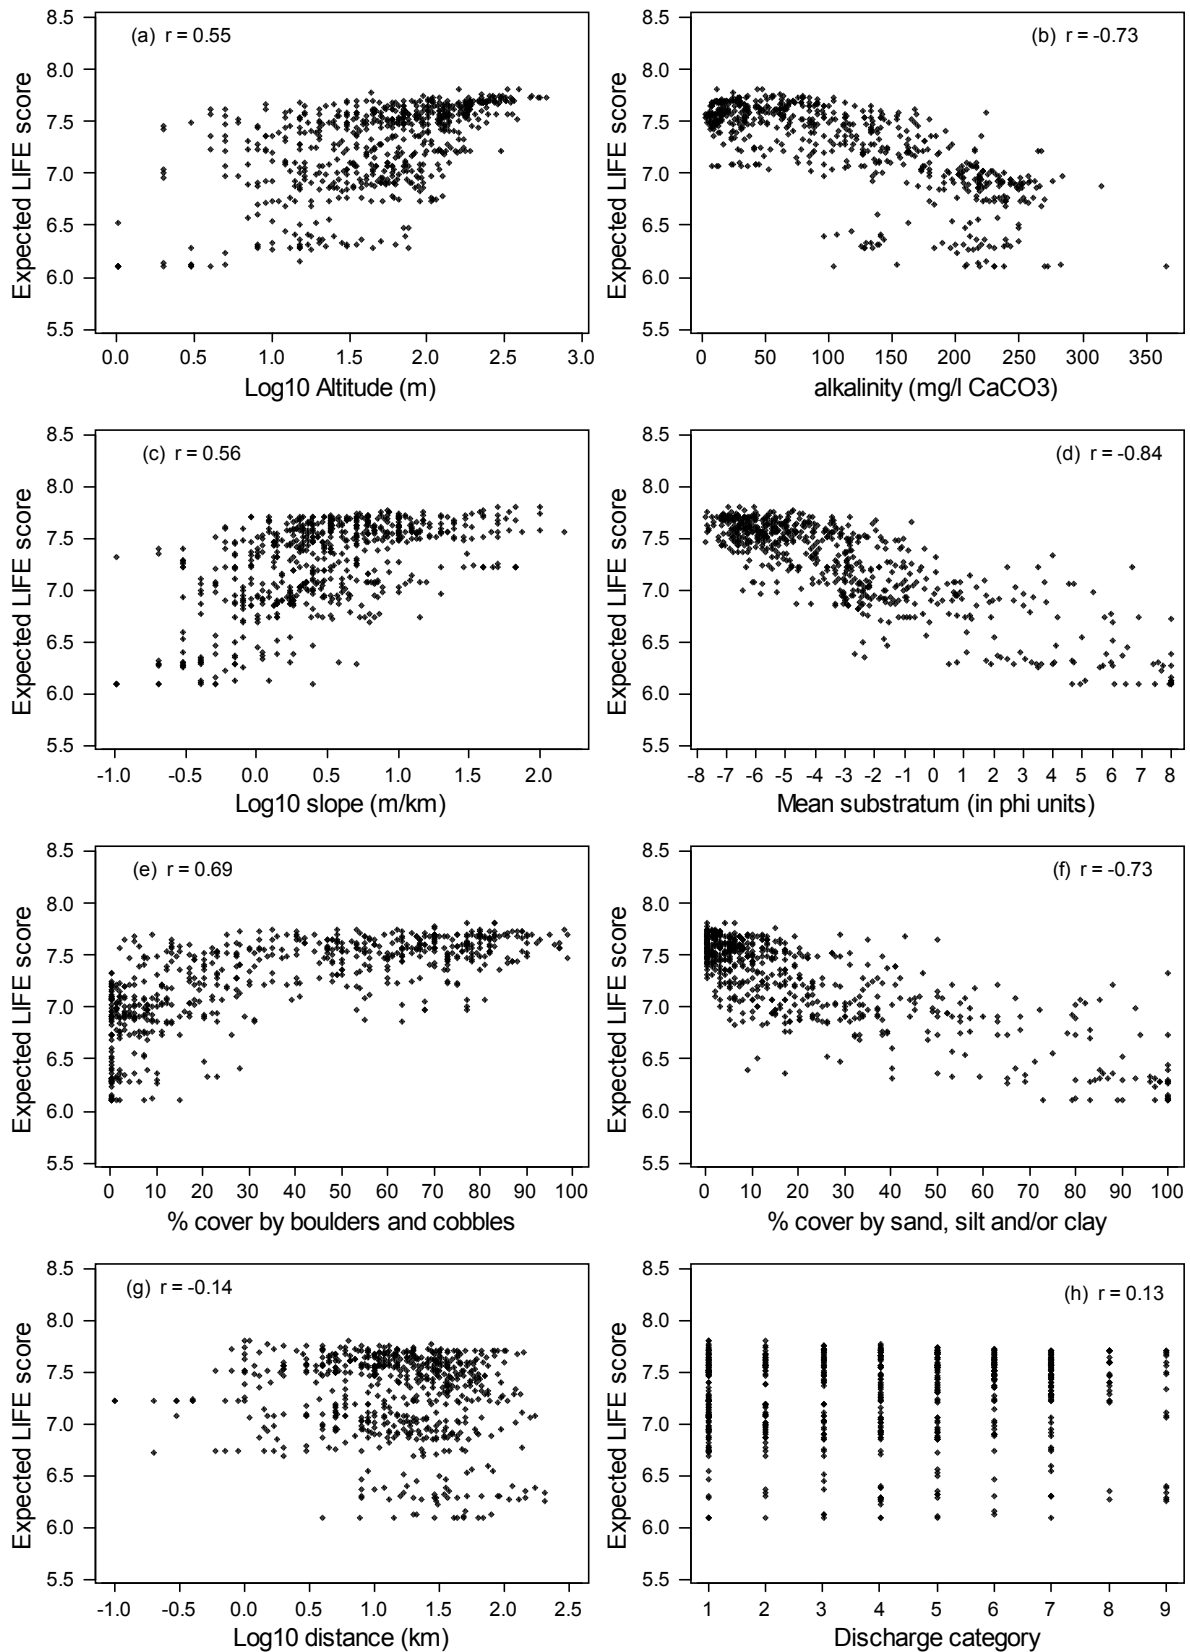 (a) r = 0.55
Expected LIFE score
8.5
8.0
7.5
7.0
6.5
6.0
5.5
0.0 0.5 1.0 1.5 2.0 2.5 3.0
Log10 Altitude (m)
(b) r = -0.73
Expected LIFE score
8.5
8.0
7.5
7.0
6.5
6.0
5.5
0 50 100 150 200 250 300 350
alkalinity (mg/l CaCO3)
(c) r = 0.56
Expected LIFE score
8.5
8.0
7.5
7.0
6.5
6.0
5.5
-1.0 -0.5 0.0 0.5 1.0 1.5 2.0
Log10 slope (m/km)
(d) r = -0.84
Expected LIFE score
8.5
8.0
7.5
7.0
6.5
6.0
5.5
-8 -7 -6 -5 -4 -3 -2 -1 0 1 2 3 4 5 6 7 8
Mean substratum (in phi units)
(e) r = 0.69
Expected LIFE score
8.5
8.0
7.5
7.0
6.5
6.0
5.5
0 10 20 30 40 50 60 70 80 90 100
% cover by boulders and cobbles
(f) r = -0.73
Expected LIFE score
8.5
8.0
7.5
7.0
6.5
6.0
5.5
0 10 20 30 40 50 60 70 80 90 100
% cover by sand, silt and/or clay
(g) r = -0.14
Expected LIFE score
8.5
8.0
7.5
7.0
6.5
6.0
5.5
-1.0 -0.5 0.0 0.5 1.0 1.5 2.0 2.5
Log10 distance (km)
(h) r = 0.13
Expected LIFE score
8.5
8.0
7.5
7.0
6.5
6.0
5.5
1 2 3 4 5 6 7 8 9
Discharge category